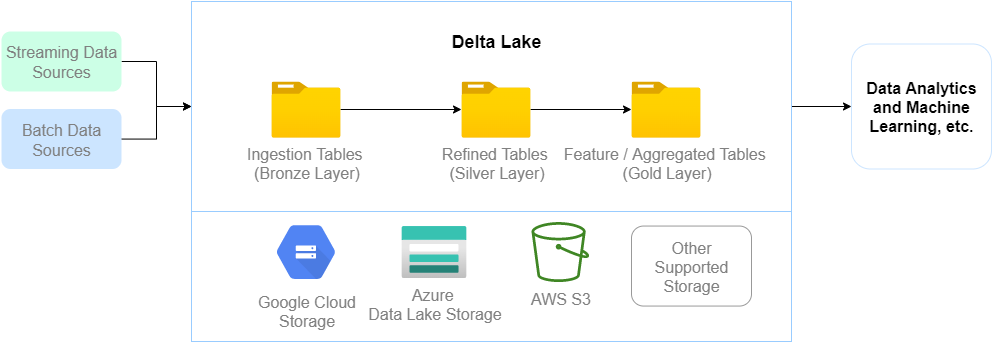 Streaming Data
Sources
Batch Data
Sources
Delta Lake
Ingestion Tables
(Bronze Layer)
Refined Tables
(Silver Layer)
Feature / Aggregated Tables
(Gold Layer)
Data Analytics
and Machine
Learning, etc.
Google Cloud
Storage
Azure
Data Lake Storage
AWS S3
Other
Supported
Storage